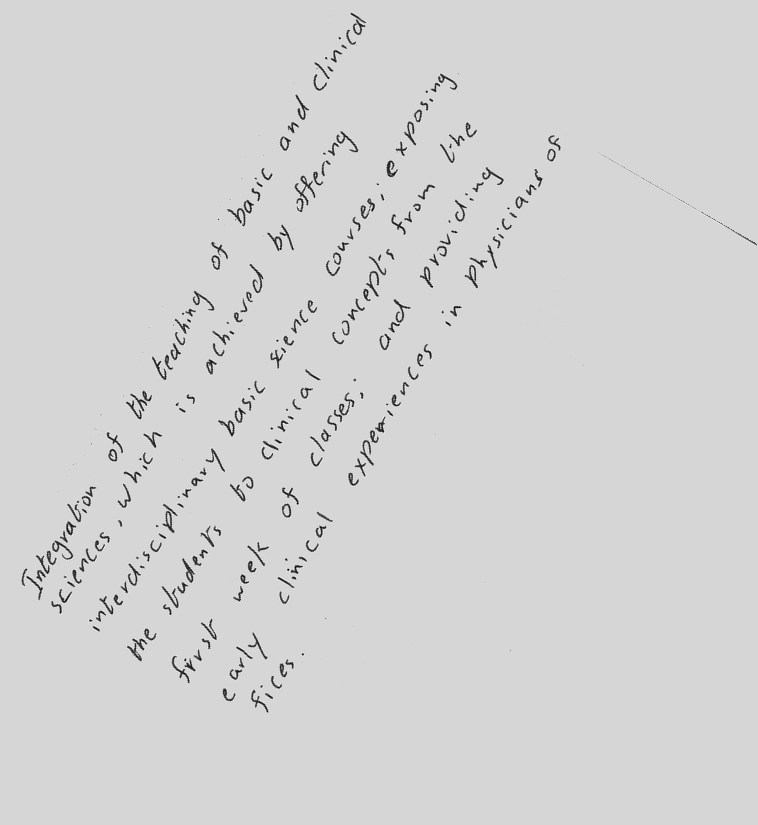 Integration of the teaching of basic and clinical
sciences, which is achieved by offering
interdisciplinary basic science courses; exposing
the students to clinical concepts from the
first week of classes; and providing
early clinical experiences in physicians of
fices.